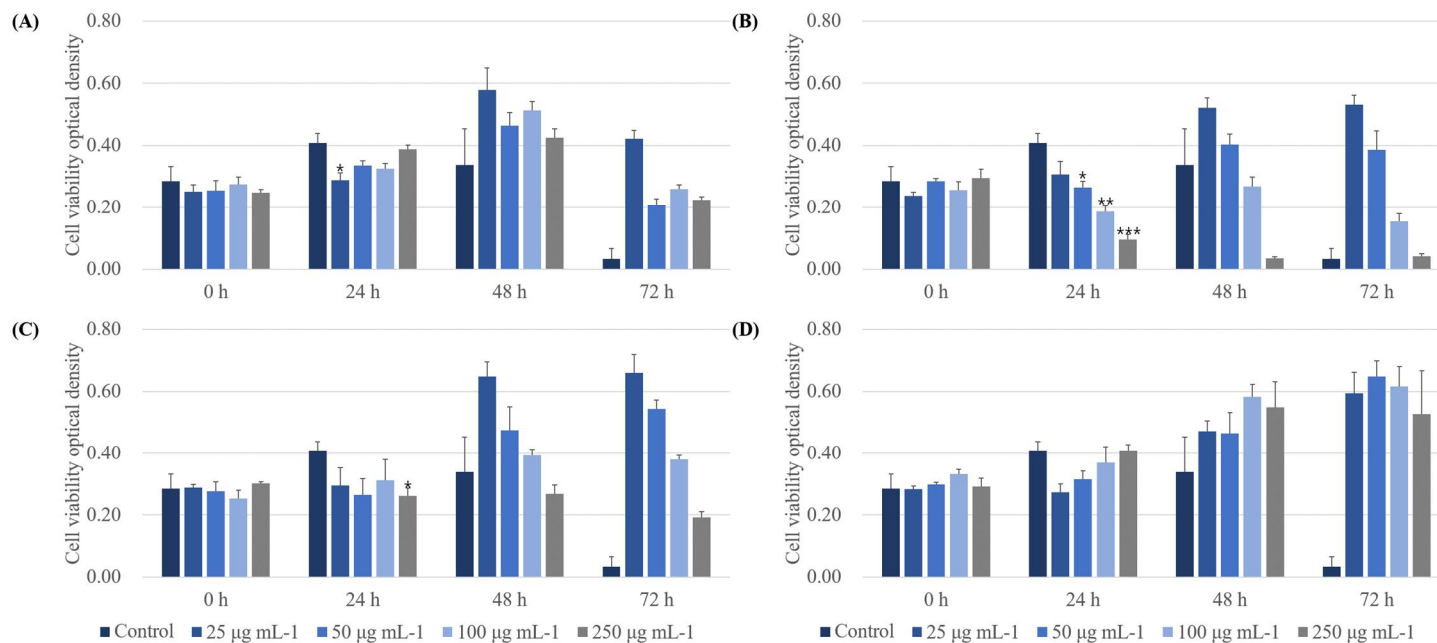 (A)
Cell viability optical density
0.80
0.60
0.40
0.20
0.00
*
0 h 24 h 48 h 72 h
(B)
Cell viability optical density
0.80
0.60
0.40
0.20
0.00
*
**
***
0 h 24 h 48 h 72 h
(C)
Cell viability optical density
0.80
0.60
0.40
0.20
0.00
*
0 h 24 h 48 h 72 h
Control 25 µg mL-1 50 µg mL-1 100 µg mL-1 250 µg mL-1
(D)
Cell viability optical density
0.80
0.60
0.40
0.20
0.00
0 h 24 h 48 h 72 h
Control 25 µg mL-1 50 µg mL-1 100 µg mL-1 250 µg mL-1